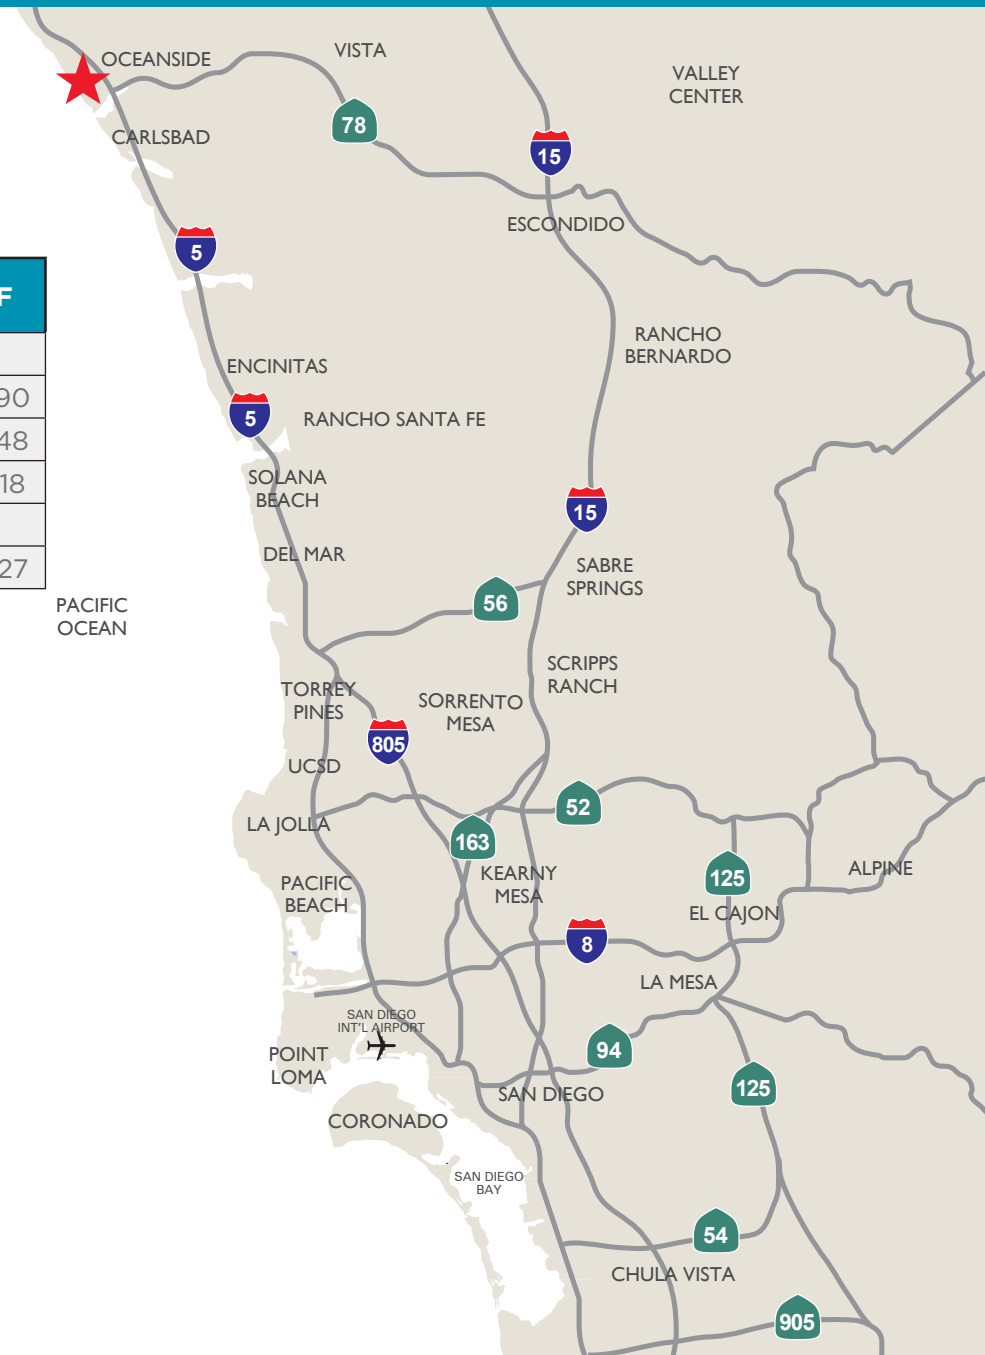 OCEANSIDE
VISTA
VALLEY
CENTER
78
CARLSBAD
15
ESCONDIDO
5
F
RANCHO
BERNARDO
ENCINITAS
90
5
RANCHO SANTA FE
48
SOLANA
BEACH
18
15
DEL MAR
27
SABRE
SPRINGS
56
PACIFIC
OCEAN
SCRIPPS
RANCH
TORREY
PINES
SORRENTO
MESA
805
UCSD
52
LA JOLLA
163
KEARNY
MESA
125
ALPINE
PACIFIC
BEACH
EL CAJON
8
LA MESA
SAN DIEGO
INT'L AIRPORT
94
POINT
LOMA
125
SAN DIEGO
CORONADO
SAN DIEGO
BAY
54
CHULA VISTA
905